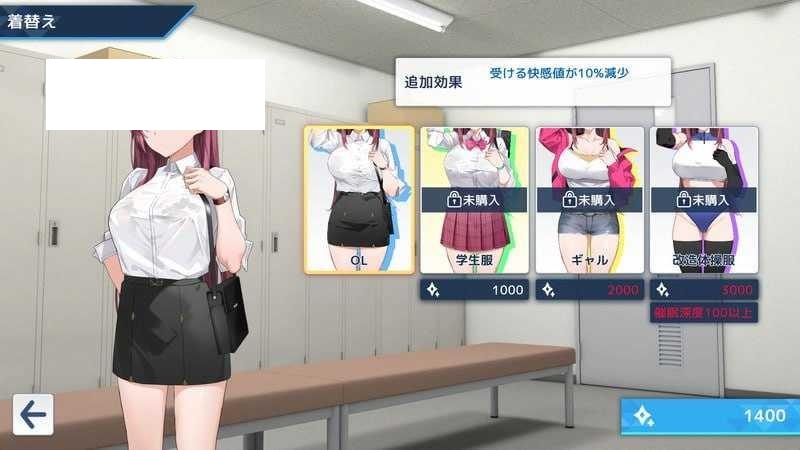 着替え
追加効果
受ける快感値が10%減少
OL
未購入
学生服
未購入
ギャル
未購入
改造体操服
1000
2000
3000
催眠深度100以上
1400